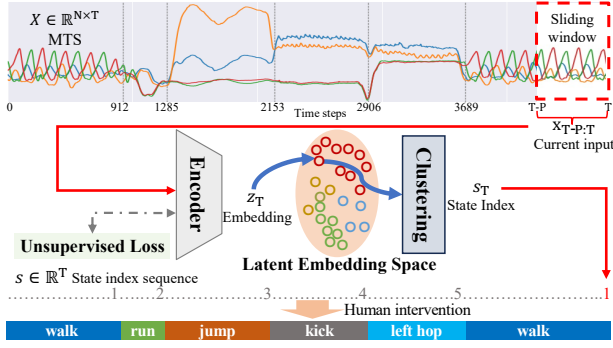 X ∈ ℝ^{N×T}
MTS
Sliding
window
0 912 1285 2153 2906 3689 T-P T
Time steps
x_{T-P:T}
Current input
Encoder
z_T
Embedding
Clustering
s_T
State Index
Unsupervised Loss
Latent Embedding Space
s ∈ ℝ^T State index sequence
1 2 3 4 5 1
Human intervention
walk run jump kick left hop walk